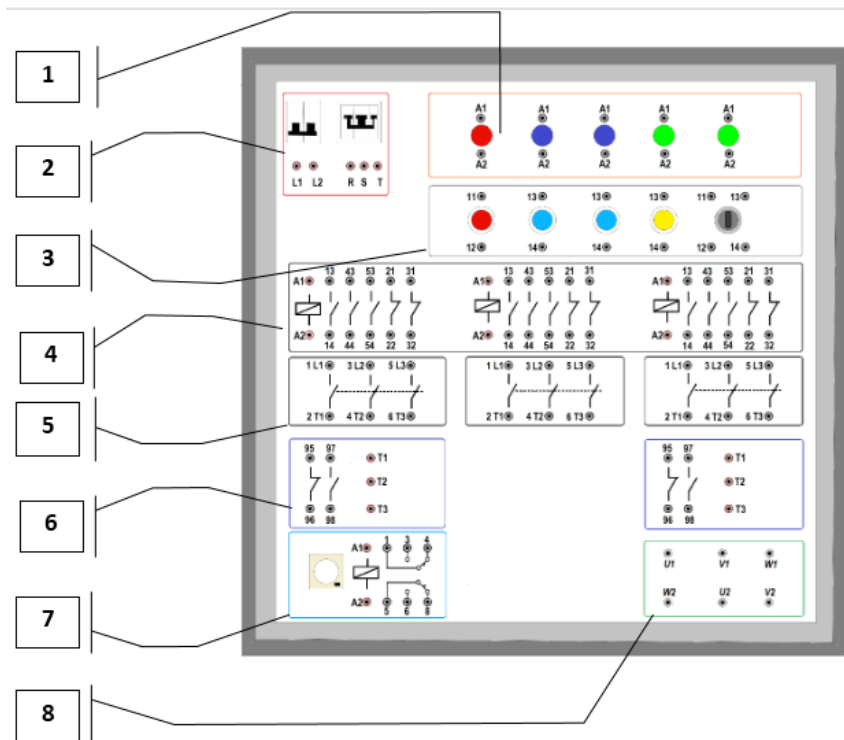 1
2
3
4
5
6
7
8
A1 A1 A1 A1 A1
A2 A2 A2 A2 A2
L1 L2 R S T
11 13 13 13 11 13
12 14 14 14 12 14
A1 13 43 53 21 31 A1 13 43 53 21 31 A1 13 43 53 21 31
A2 14 44 54 22 32 A2 14 44 54 22 32 A2 14 44 54 22 32
1 L1 3 L2 5 L3 1 L1 3 L2 5 L3 1 L1 3 L2 5 L3
2 T1 4 T2 6 T3 2 T1 4 T2 6 T3 2 T1 4 T2 6 T3
95 97 T1 95 97 T1
T2 T2
96 98 T3 96 98 T3
A1 1 3 4
A2 5 6 8
U1 V1 W1
W2 U2 V2